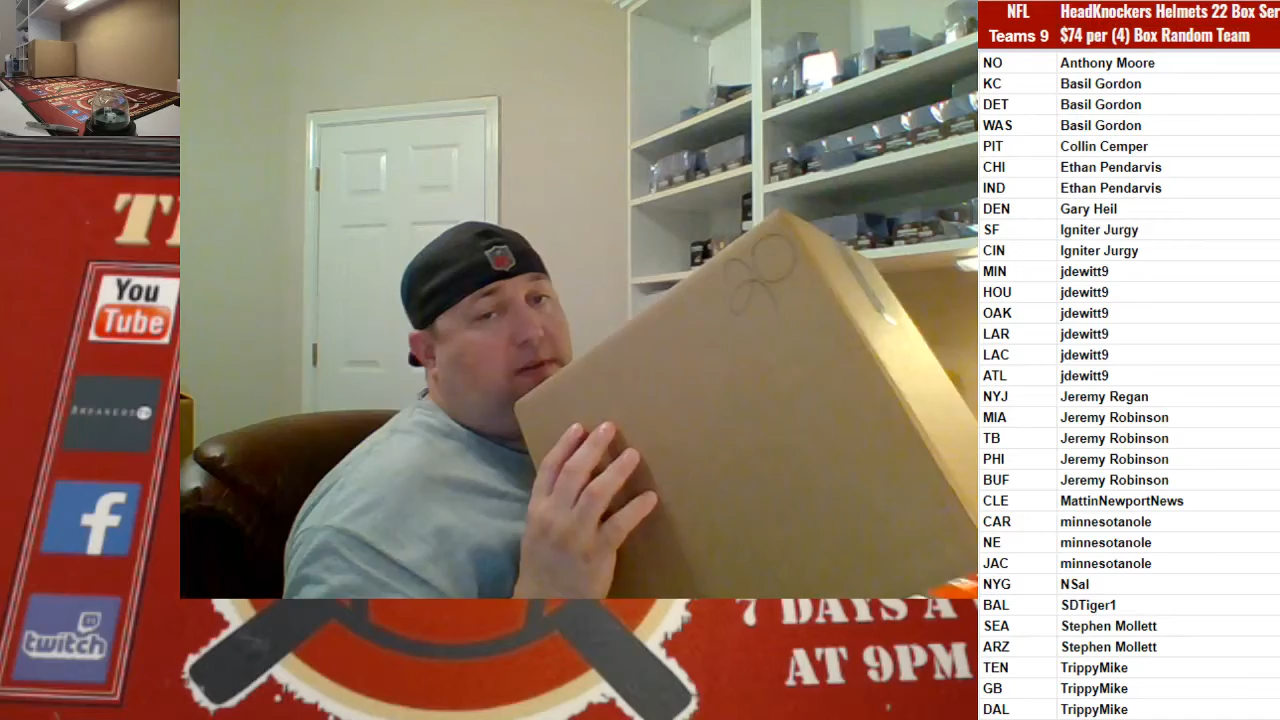 NFL HeadKnockers Helmets 22 Box Ser
Teams 9 $74 per (4) Box Random Team
NO Anthony Moore
KC Basil Gordon
DET Basil Gordon
WAS Basil Gordon
PIT Collin Cemper
CHI Ethan Pendarvis
IND Ethan Pendarvis
DEN Gary Heil
SF Igniter Jurgy
CIN Igniter Jurgy
MIN jdewitt9
HOU jdewitt9
OAK jdewitt9
LAR jdewitt9
LAC jdewitt9
ATL jdewitt9
NYJ Jeremy Regan
MIA Jeremy Robinson
TB Jeremy Robinson
PHI Jeremy Robinson
BUF Jeremy Robinson
CLE MattinNewportNews
CAR minnesotanole
NE minnesotanole
JAC minnesotanole
NYG NSal
BAL SDTiger1
SEA Stephen Mollett
ARZ Stephen Mollett
TEN TrippyMike
GB TrippyMike
DAL TrippyMike
You
Tube
BREAKERS TV
f
twitch
7 DAYS A
AT 9PM